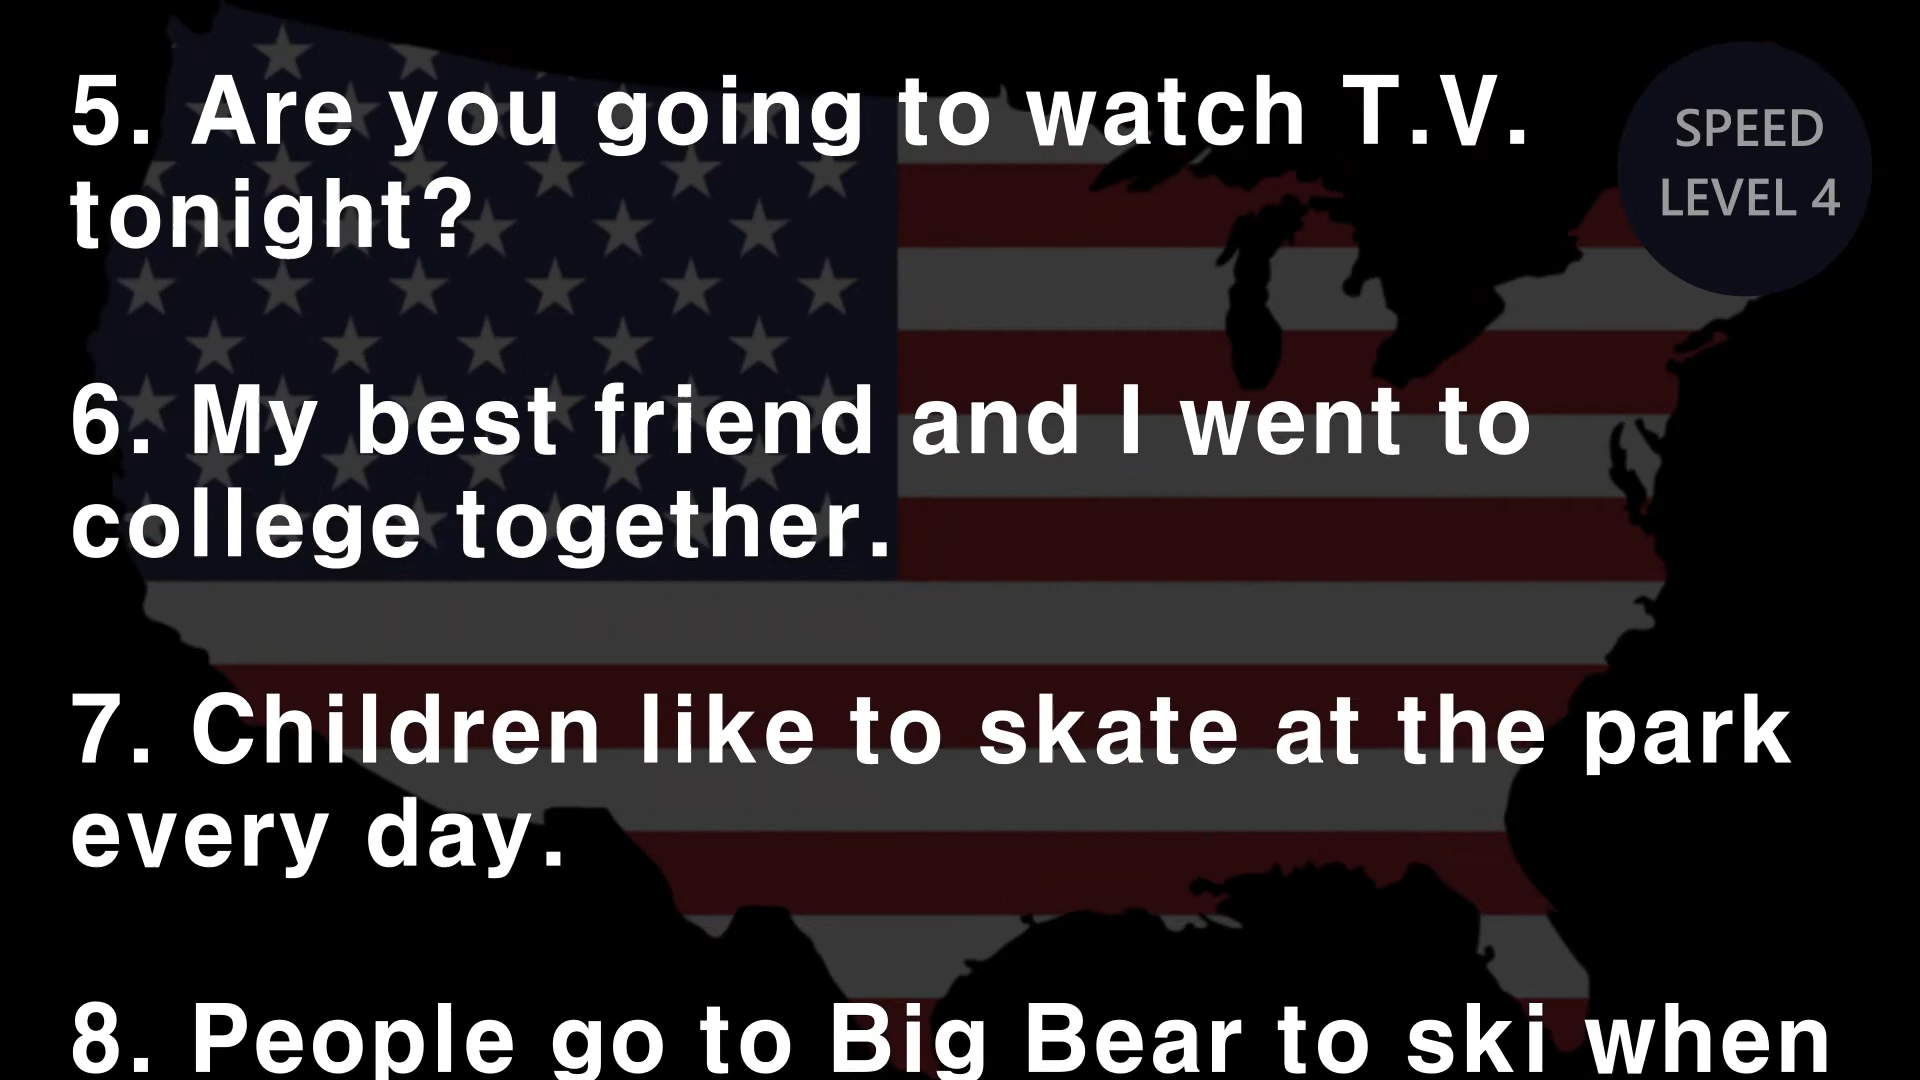 5. Are you going to watch T.V.
tonight?
SPEED
LEVEL 4
6. My best friend and I went to
college together.
7. Children like to skate at the park
every day.
8. People go to Big Bear to ski when